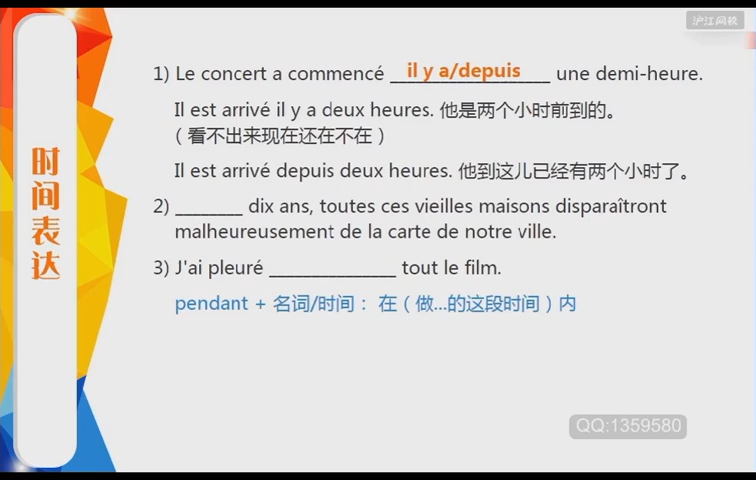 沪江网校
时间表达
1) Le concert a commencé il y a/depuis une demi-heure.
Il est arrivé il y a deux heures. 他是两个小时前到的。
（看不出来现在还在不在）
Il est arrivé depuis deux heures. 他到这儿已经有两个小时了。
2) ________ dix ans, toutes ces vieilles maisons disparaîtront
malheureusement de la carte de notre ville.
3) J'ai pleuré _______________ tout le film.
pendant + 名词/时间： 在（做...的这段时间）内
QQ:1359580